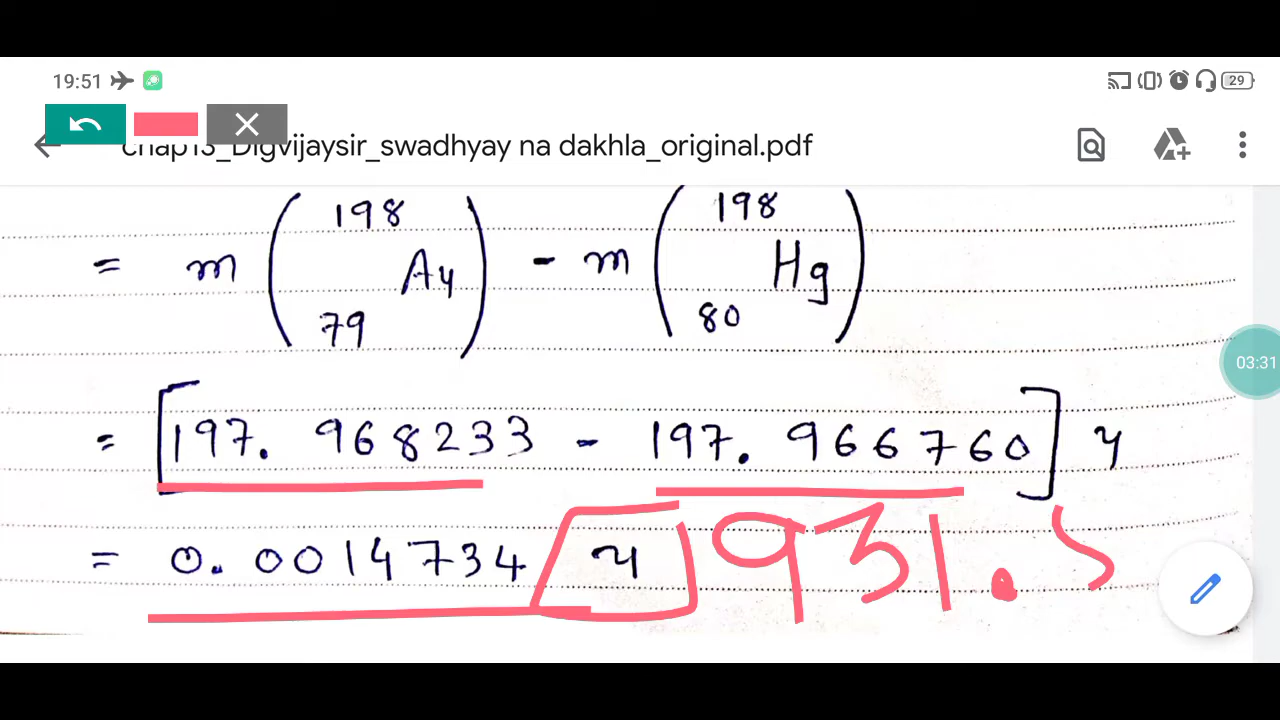 19:51 29
chap13_Digvijaysir_swadhyay na dakhla_original.pdf
= m ( 198 79 Au ) - m ( 198 80 Hg )
03:31
= [197. 968233 - 197. 966760] u
= 0.0014734 u 931.5